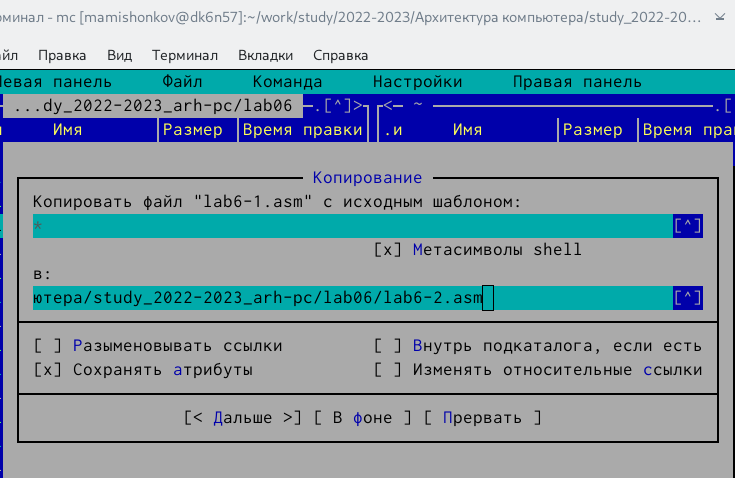 рминал - mc [mamishonkov@dk6n57]:~/work/study/2022-2023/Архитектура компьютера/study_2022-20…
йл Правка Вид Терминал Вкладки Справка
Левая панель Файл Команда Настройки Правая панель
...dy_2022-2023_arh-pc/lab06 .[^]> <- ~ .[
и Имя Размер Время правки .и Имя Размер Время прав
Копирование
Копировать файл "lab6-1.asm" с исходным шаблоном:
* [^]
[x] Метасимволы shell
в:
ютера/study_2022-2023_arh-pc/lab06/lab6-2.asm [^]
[ ] Разыменовывать ссылки [ ] Внутрь подкаталога, если есть
[x] Сохранять атрибуты [ ] Изменять относительные ссылки
[< Дальше >] [ В фоне ] [ Прервать ]